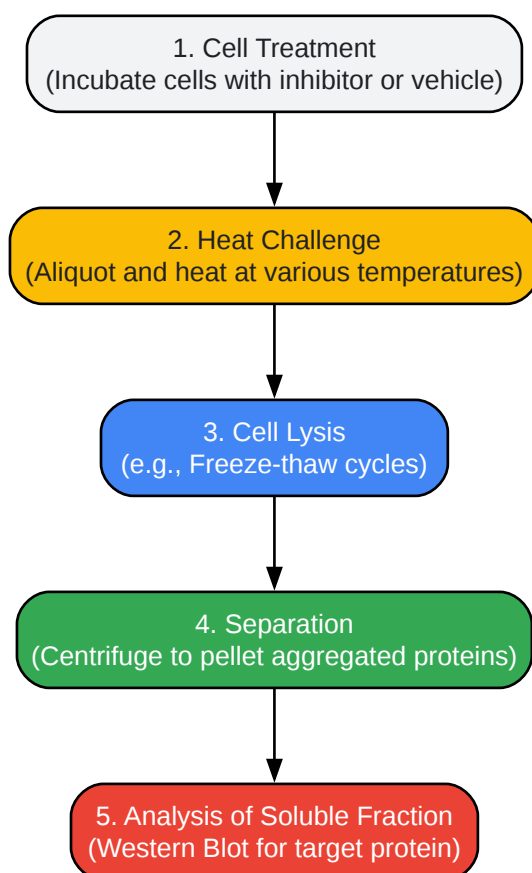 1. Cell Treatment
(Incubate cells with inhibitor or vehicle)
2. Heat Challenge
(Aliquot and heat at various temperatures)
3. Cell Lysis
(e.g., Freeze-thaw cycles)
4. Separation
(Centrifuge to pellet aggregated proteins)
5. Analysis of Soluble Fraction
(Western Blot for target protein)